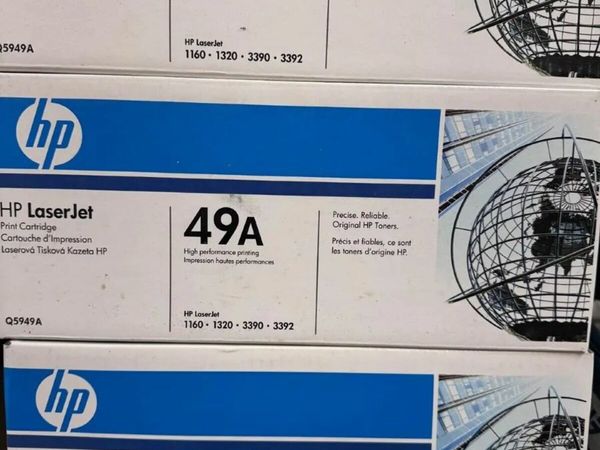 Q5949A
HP LaserJet
1160 • 1320 • 3390 • 3392
hp
HP LaserJet
Print Cartridge
Cartouche d'Impression
Laserová Tisková Kazeta HP
Q5949A
49A
High performance printing
Impression hautes performances
HP LaserJet
1160 • 1320 • 3390 • 3392
Precise. Reliable.
Original HP Toners.
Précis et fiables, ce sont
les toners d'origine HP.
hp